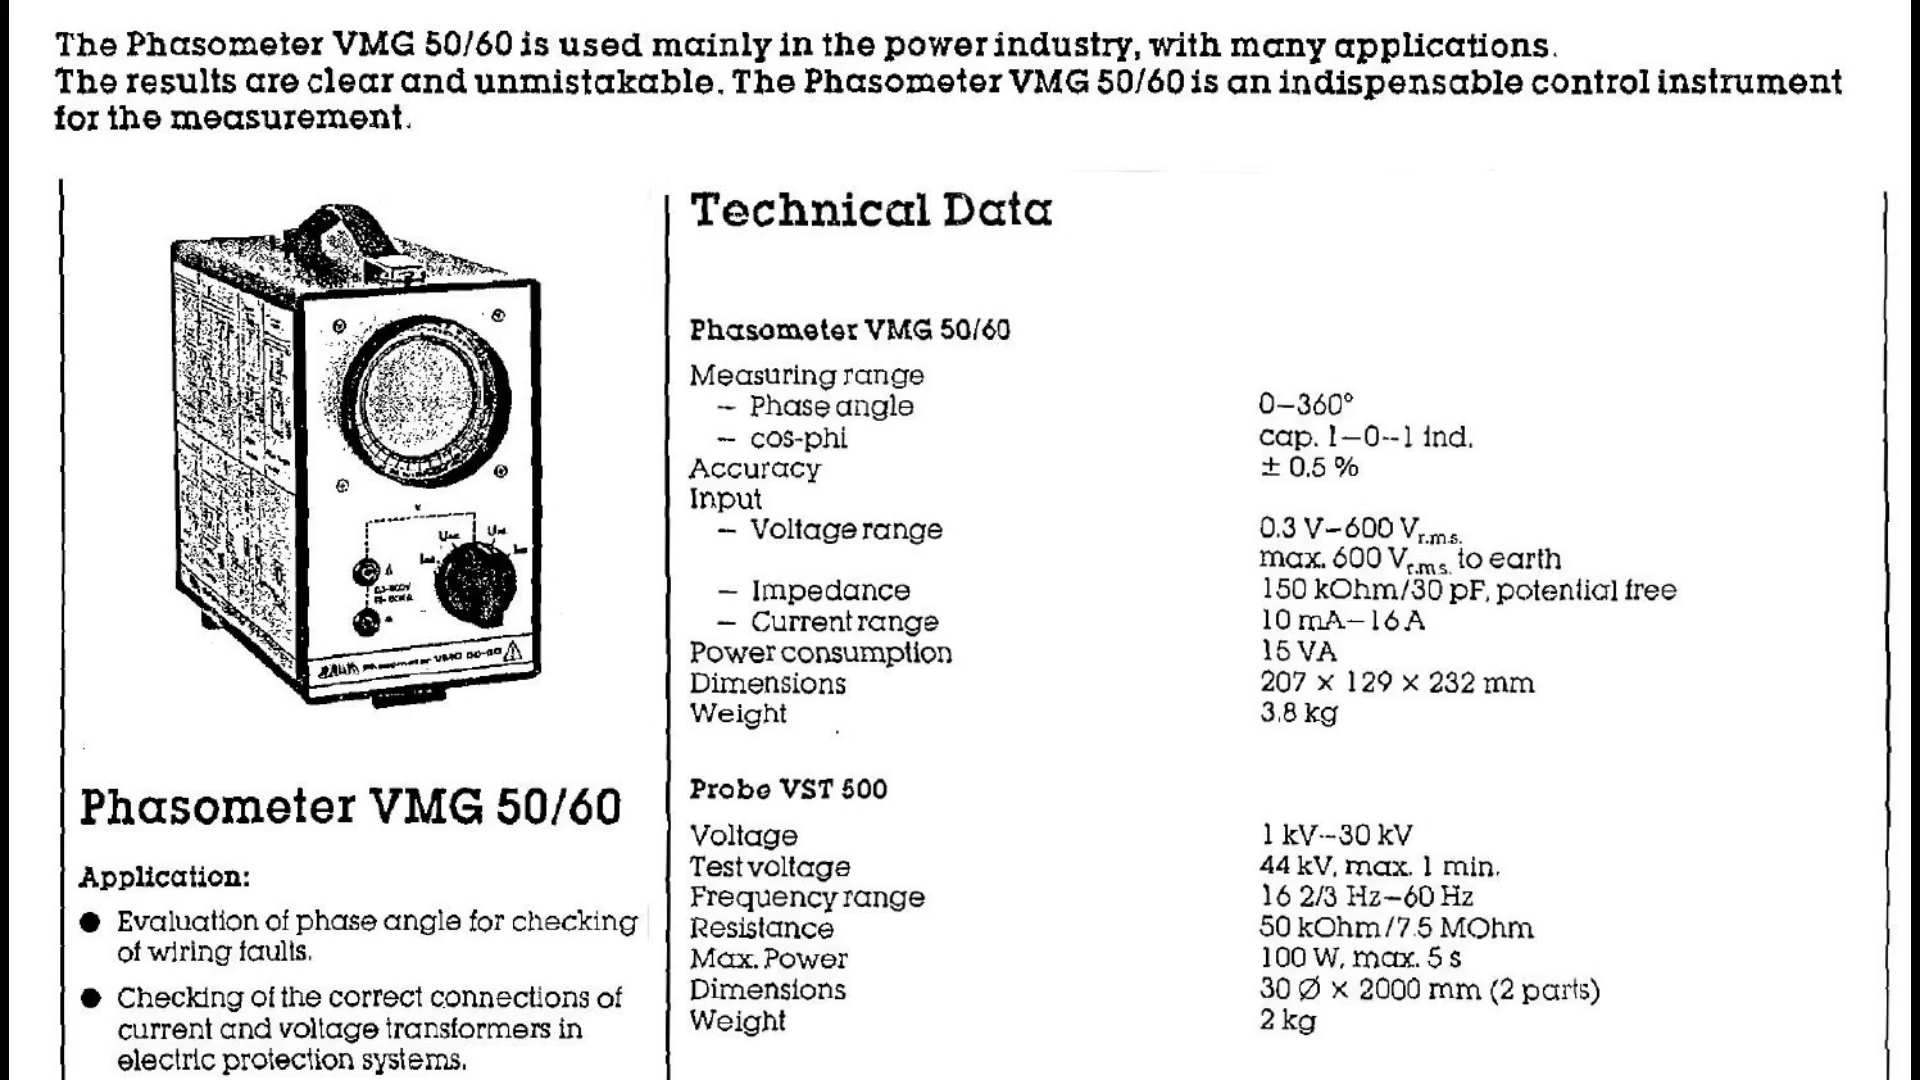 The Phasometer VMG 50/60 is used mainly in the power industry, with many applications.
The results are clear and unmistakable. The Phasometer VMG 50/60 is an indispensable control instrument
for the measurement.
Technical Data
Phasometer VMG 50/60
Measuring range
– Phase angle 0–360°
– cos-phi cap. 1–0–1 ind.
Accuracy ± 0.5 %
Input
– Voltage range 0.3 V–600 Vr.m.s.
max. 600 Vr.m.s. to earth
– Impedance 150 kOhm/30 pF, potential free
– Current range 10 mA–16 A
Power consumption 15 VA
Dimensions 207 × 129 × 232 mm
Weight 3.8 kg
Probe VST 500
Voltage 1 kV–30 kV
Test voltage 44 kV, max. 1 min.
Frequency range 16 2/3 Hz–60 Hz
Resistance 50 kOhm/7.5 MOhm
Max. Power 100 W, max. 5 s
Dimensions 30 Ø × 2000 mm (2 parts)
Weight 2 kg
Phasometer VMG 50-60
Phasometer VMG 50/60
Application:
● Evaluation of phase angle for checking
of wiring faults.
● Checking of the correct connections of
current and voltage transformers in
electric protection systems.